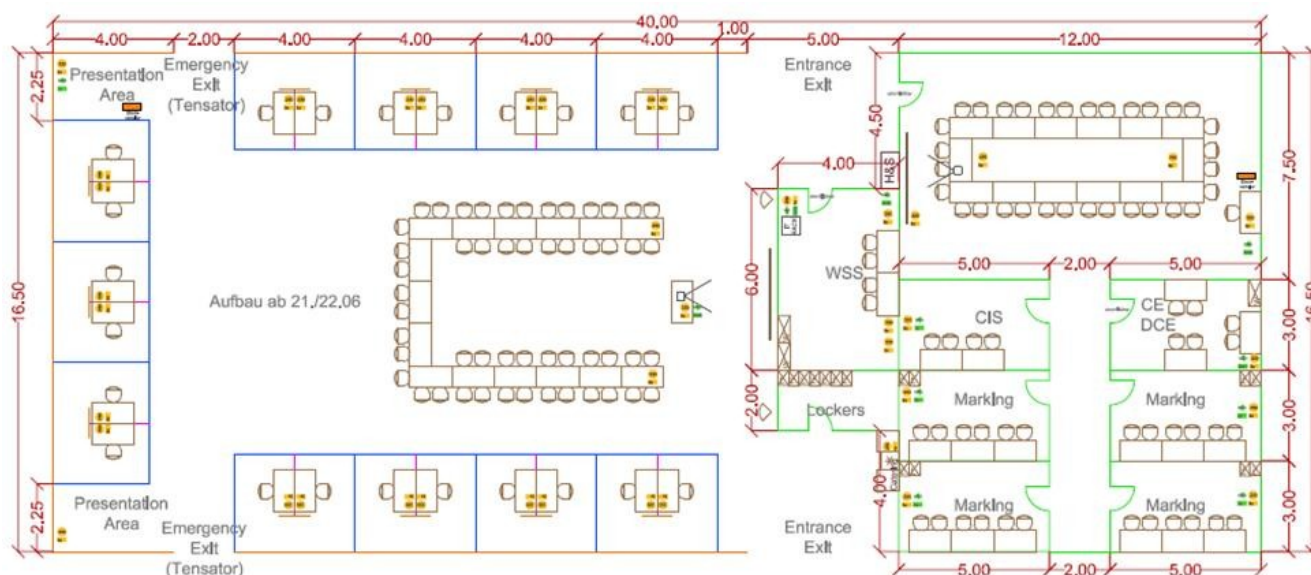 40.00
4.00
2.00
4.00
4.00
4.00
4.00
1.00
5.00
12.00
2.25
Presentation
Area
Emergency
Exit
(Tensator)
Entrance
Exit
4.50
7.50
H&S
4.00
16.50
Aufbau ab 21./22.06
6.00
WSS
5.00
2.00
5.00
16.50
CIS
CE
DCE
3.00
2.00
Lockers
Marking
Marking
3.00
4.00
Marking
Marking
3.00
2.25
Presentation
Area
Emergency
Exit
(Tensator)
Entrance
Exit
5.00
2.00
5.00